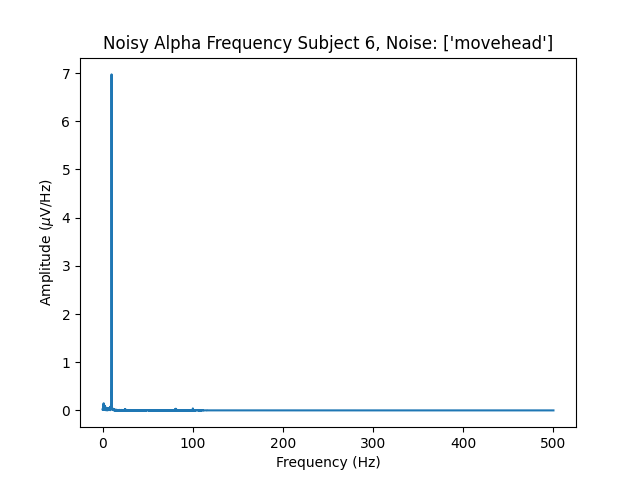 Noisy Alpha Frequency Subject 6, Noise: ['movehead']
7
6
5
4
3
2
1
0
Amplitude (μV/Hz)
0 100 200 300 400 500
Frequency (Hz)